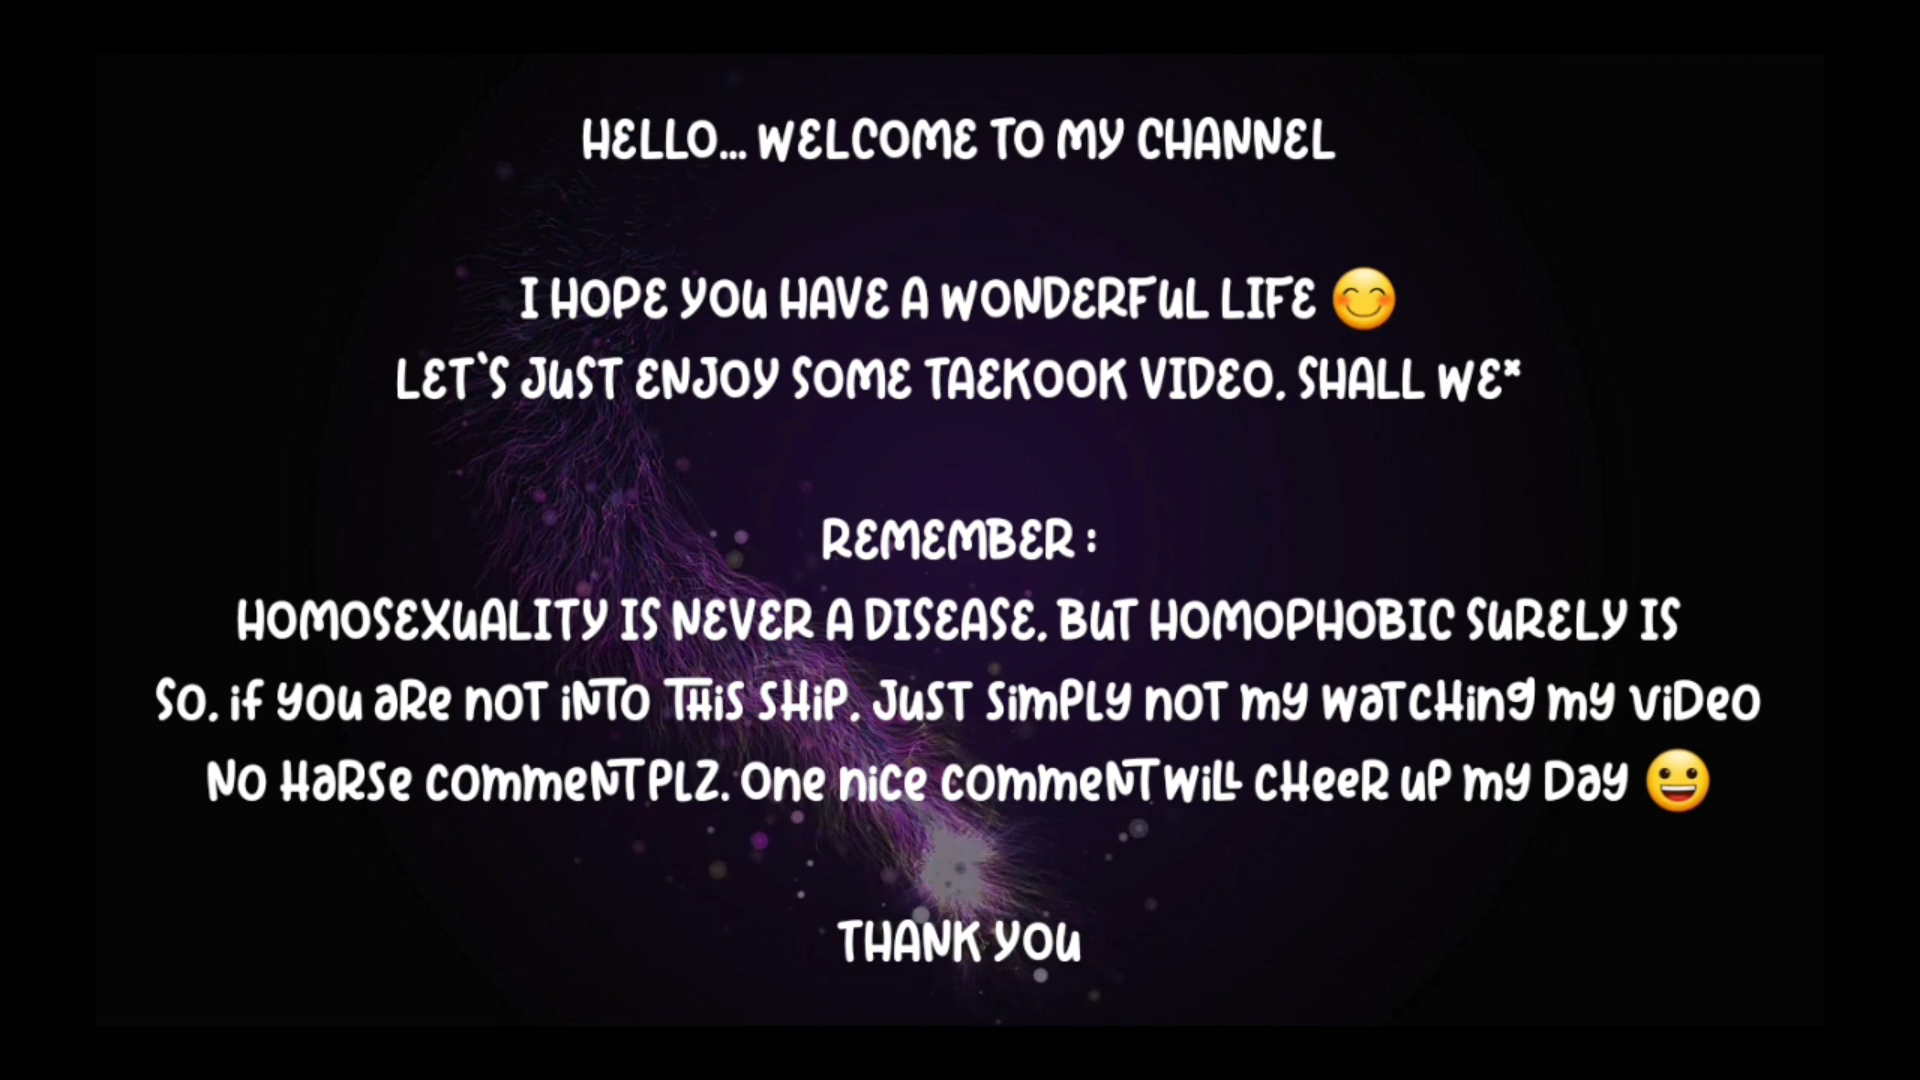 HELLO... WELCOME TO MY CHANNEL
I HOPE YOU HAVE A WONDERFUL LIFE 😊
LET`S JUST ENJOY SOME TAEKOOK VIDEO. SHALL WE*
REMEMBER :
HOMOSEXUALITY IS NEVER A DISEASE. BUT HOMOPHOBIC SURELY IS
So. if you are not into this ship. Just simply not my watching my video
No Harse comment plz. One nice comment will cheer up my Day 😀
THANK YOU